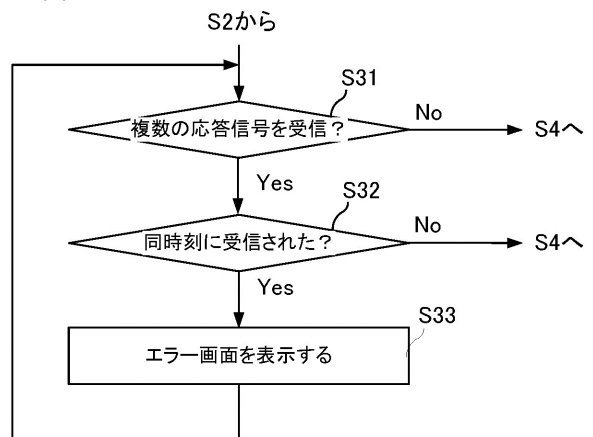 S2から
S31
複数の応答信号を受信？
No
S4へ
Yes
S32
同時刻に受信された？
No
S4へ
Yes
S33
エラー画面を表示する